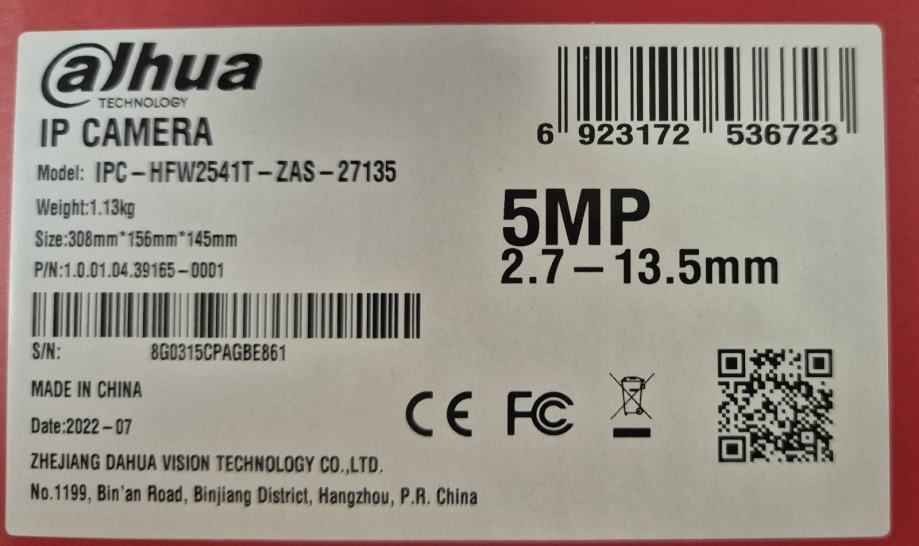 alhua
TECHNOLOGY
IP CAMERA
Model: IPC-HFW2541T-ZAS-27135
Weight:1.13kg
Size:308mm*156mm*145mm
P/N:1.0.01.04.39165-0001
S/N: 8G0315CPAGBE861
MADE IN CHINA
Date:2022-07
ZHEJIANG DAHUA VISION TECHNOLOGY CO.,LTD.
No.1199, Bin'an Road, Binjiang District, Hangzhou, P.R. China
6 923172 536723
5MP
2.7-13.5mm
CE FC